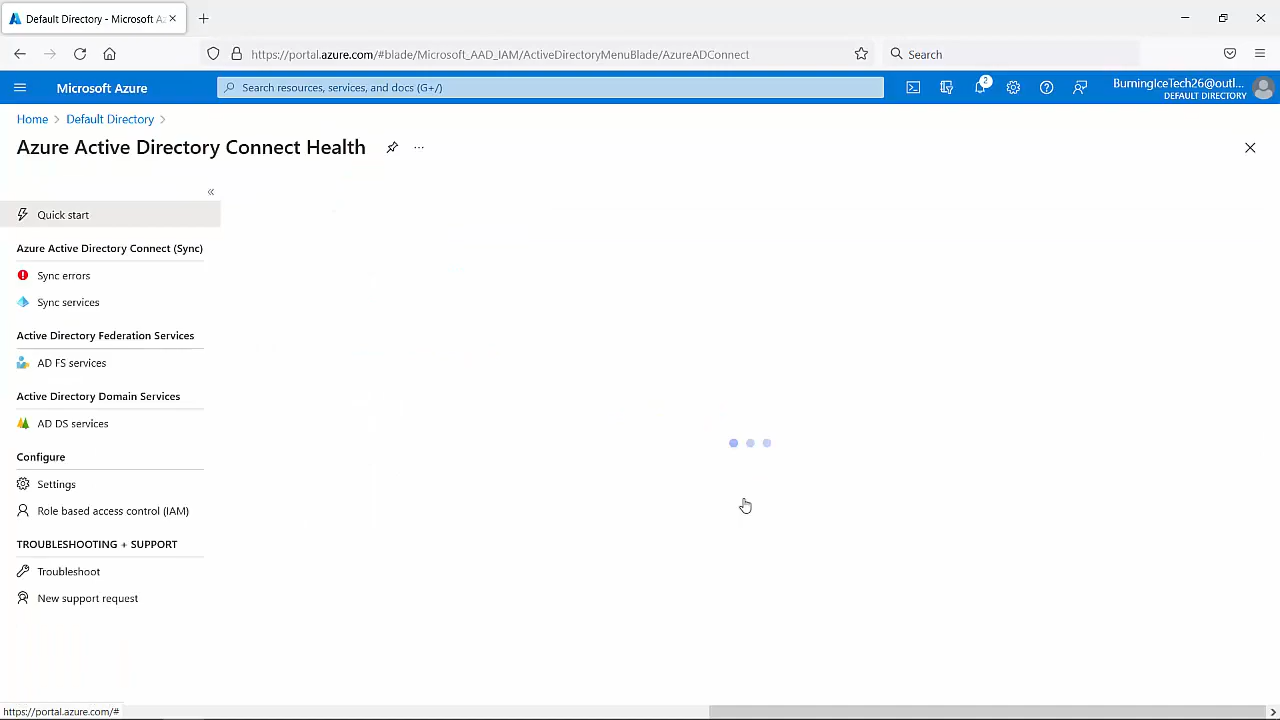 Default Directory - Microsoft Az
https://portal.azure.com/#blade/Microsoft_AAD_IAM/ActiveDirectoryMenuBlade/AzureADConnect
Search
Microsoft Azure
Search resources, services, and docs (G+/)
2
BurningIceTech26@outl...
DEFAULT DIRECTORY
Home > Default Directory >
Azure Active Directory Connect Health
...
«
Quick start
Azure Active Directory Connect (Sync)
Sync errors
Sync services
Active Directory Federation Services
AD FS services
Active Directory Domain Services
AD DS services
Configure
Settings
Role based access control (IAM)
TROUBLESHOOTING + SUPPORT
Troubleshoot
New support request
https://portal.azure.com/#